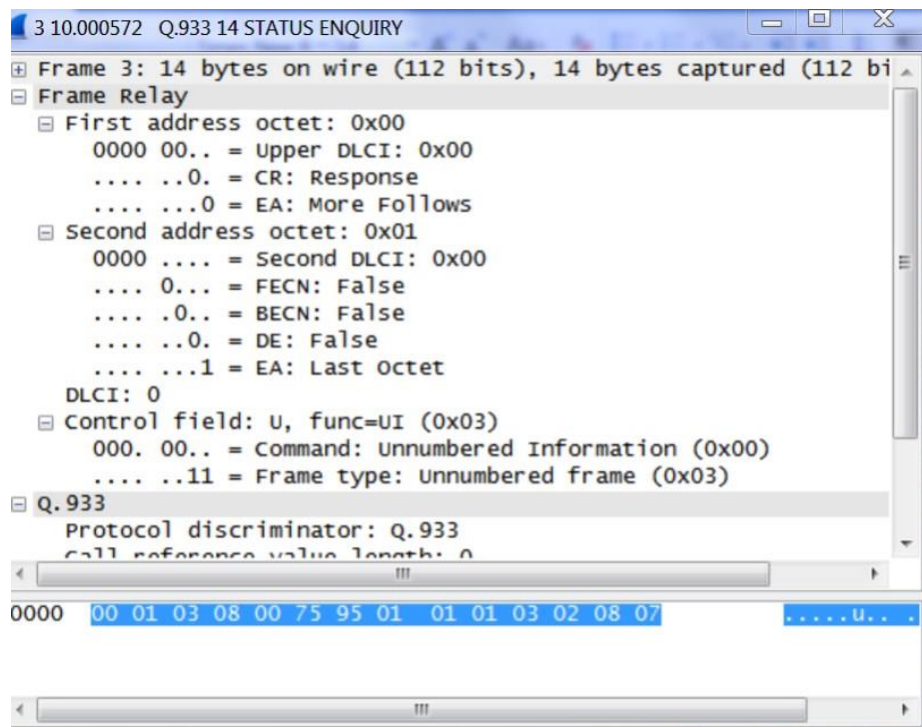 3 10.000572 Q.933 14 STATUS ENQUIRY
Frame 3: 14 bytes on wire (112 bits), 14 bytes captured (112 bi
Frame Relay
First address octet: 0x00
0000 00.. = Upper DLCI: 0x00
.... ..0. = CR: Response
.... ...0 = EA: More Follows
Second address octet: 0x01
0000 .... = Second DLCI: 0x00
.... 0... = FECN: False
.... .0.. = BECN: False
.... ..0. = DE: False
.... ...1 = EA: Last Octet
DLCI: 0
Control field: U, func=UI (0x03)
000. 00.. = Command: Unnumbered Information (0x00)
.... ..11 = Frame type: Unnumbered frame (0x03)
Q.933
Protocol discriminator: Q.933
Call reference value length: 0
0000 00 01 03 08 00 75 95 01 01 01 03 02 08 07 .....u.. .